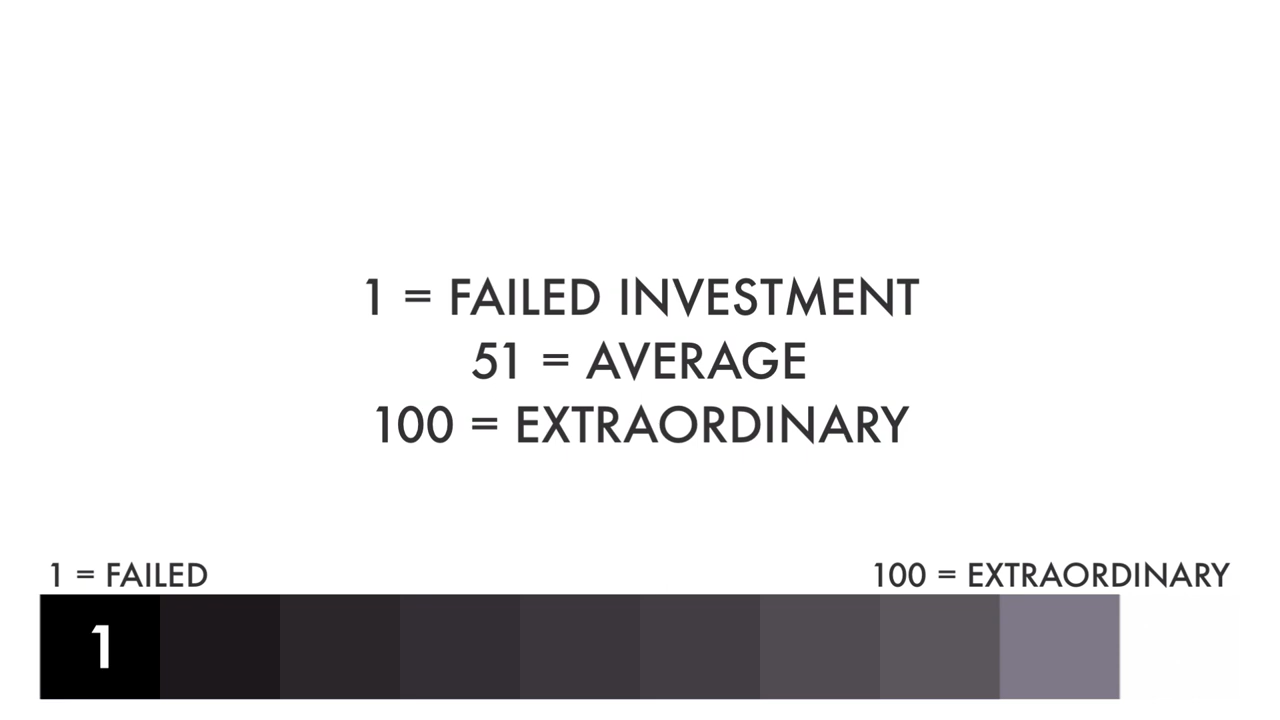 1 = FAILED INVESTMENT
51 = AVERAGE
100 = EXTRAORDINARY
1 = FAILED
100 = EXTRAORDINARY
1